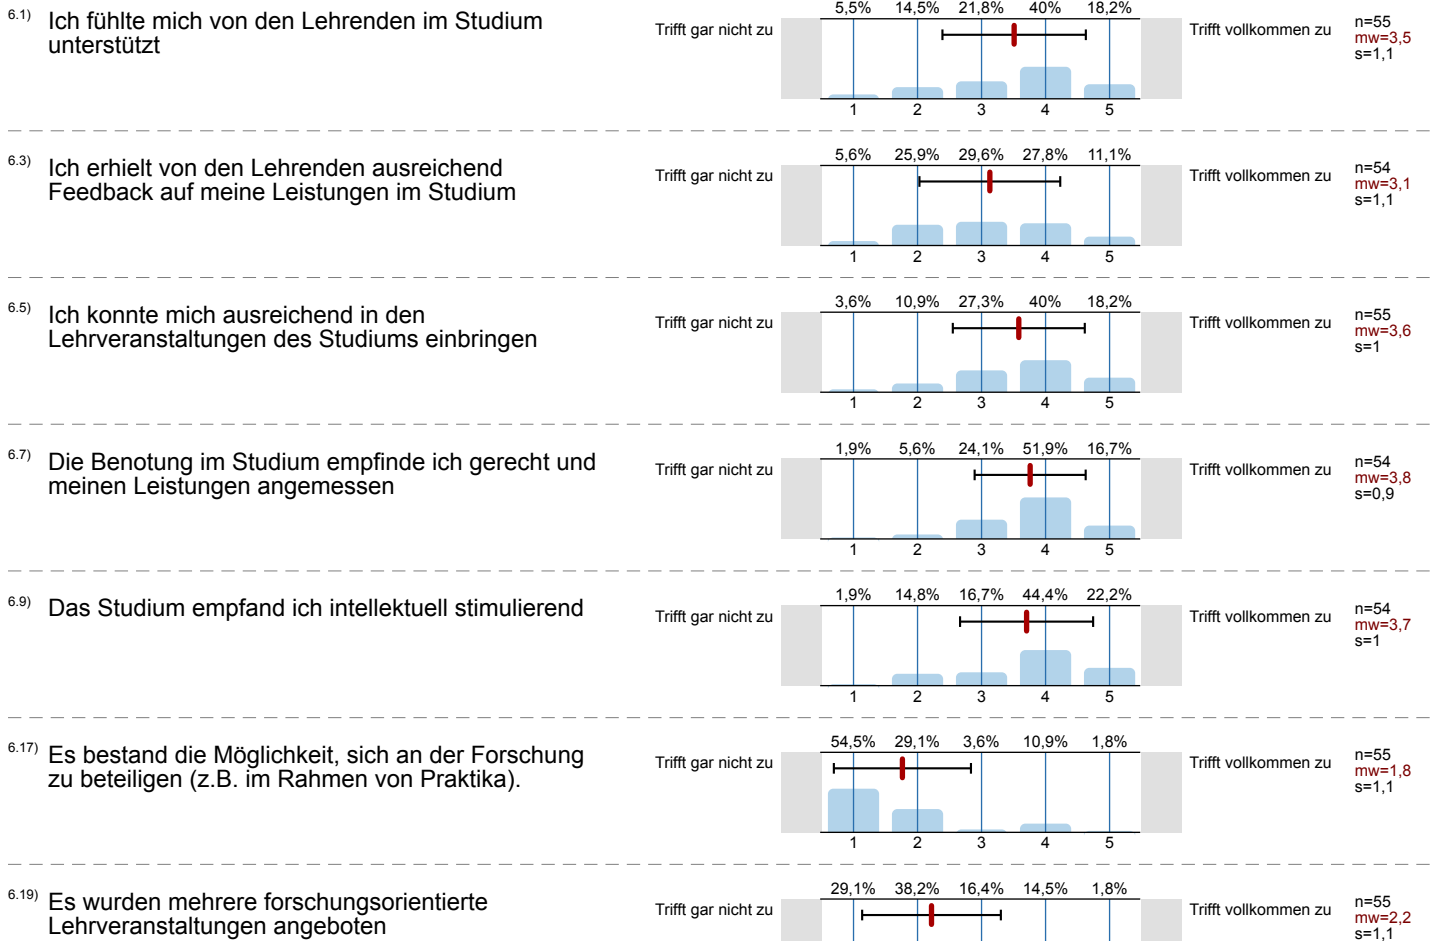 6.1) Ich fühlte mich von den Lehrenden im Studium
unterstützt
Trifft gar nicht zu
5,5% 14,5% 21,8% 40% 18,2%
1 2 3 4 5
Trifft vollkommen zu
n=55
mw=3,5
s=1,1
6.3) Ich erhielt von den Lehrenden ausreichend
Feedback auf meine Leistungen im Studium
Trifft gar nicht zu
5,6% 25,9% 29,6% 27,8% 11,1%
1 2 3 4 5
Trifft vollkommen zu
n=54
mw=3,1
s=1,1
6.5) Ich konnte mich ausreichend in den
Lehrveranstaltungen des Studiums einbringen
Trifft gar nicht zu
3,6% 10,9% 27,3% 40% 18,2%
1 2 3 4 5
Trifft vollkommen zu
n=55
mw=3,6
s=1
6.7) Die Benotung im Studium empfinde ich gerecht und
meinen Leistungen angemessen
Trifft gar nicht zu
1,9% 5,6% 24,1% 51,9% 16,7%
1 2 3 4 5
Trifft vollkommen zu
n=54
mw=3,8
s=0,9
6.9) Das Studium empfand ich intellektuell stimulierend
Trifft gar nicht zu
1,9% 14,8% 16,7% 44,4% 22,2%
1 2 3 4 5
Trifft vollkommen zu
n=54
mw=3,7
s=1
6.17) Es bestand die Möglichkeit, sich an der Forschung
zu beteiligen (z.B. im Rahmen von Praktika).
Trifft gar nicht zu
54,5% 29,1% 3,6% 10,9% 1,8%
1 2 3 4 5
Trifft vollkommen zu
n=55
mw=1,8
s=1,1
6.19) Es wurden mehrere forschungsorientierte
Lehrveranstaltungen angeboten
Trifft gar nicht zu
29,1% 38,2% 16,4% 14,5% 1,8%
Trifft vollkommen zu
n=55
mw=2,2
s=1,1